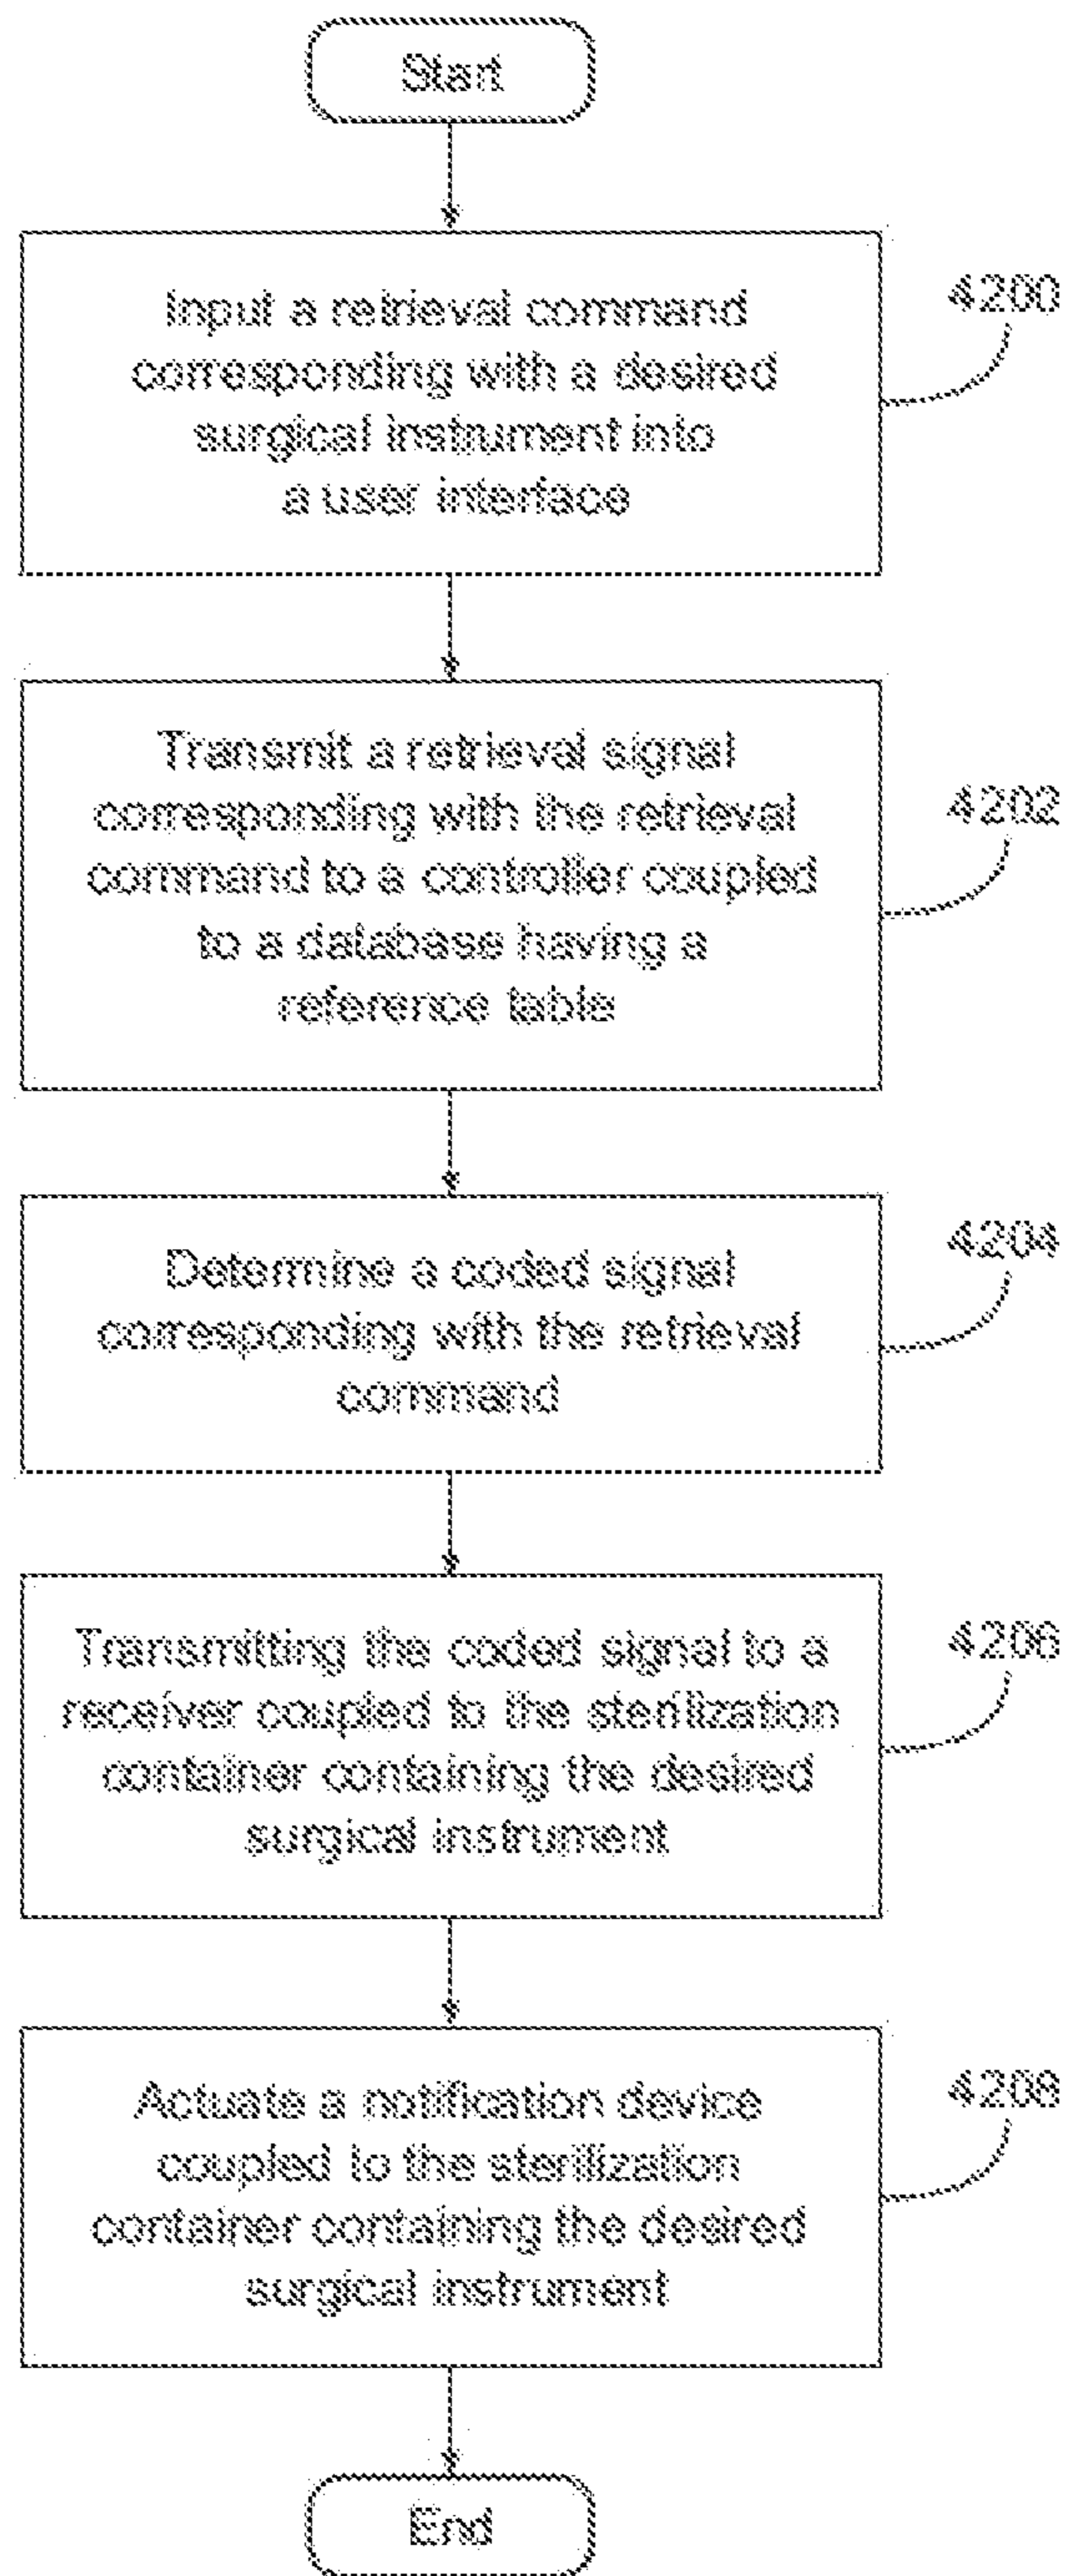 Start
Input a retrieval command
corresponding with a desired
surgical instrument into
a user interface
4200
Transmit a retrieval signal
corresponding with the retrieval
command to a controller coupled
to a database having a
reference table
4202
Determine a coded signal
corresponding with the retrieval
command
4204
Transmitting the coded signal to a
receiver coupled to the sterilization
container containing the desired
surgical instrument
4206
Actuate a notification device
coupled to the sterilization
container containing the desired
surgical instrument
4208
End